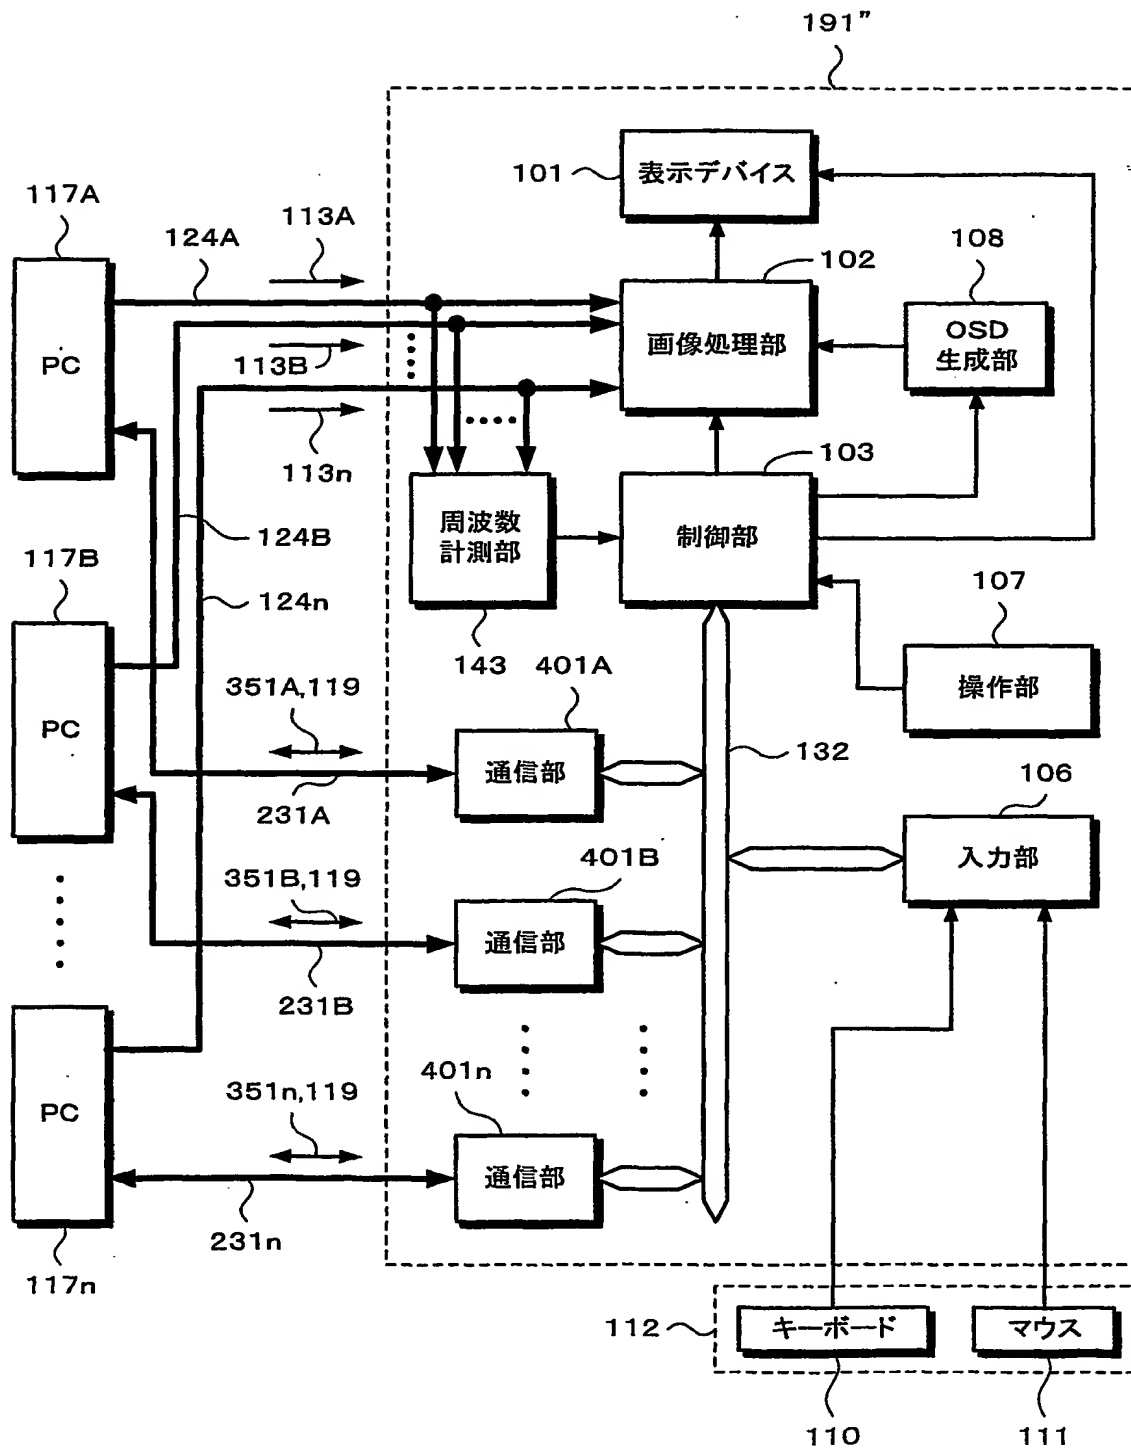 191”
101
表示デバイス
117A
113A
124A
102
108
PC
画像処理部
OSD
生成部
113B
113n
103
周波数
計測部
制御部
124B
117B
124n
107
143
401A
操作部
351A,119
PC
通信部
132
231A
106
401B
入力部
351B,119
通信部
231B
401n
351n,119
PC
通信部
231n
117n
112
キーボード
マウス
110
111